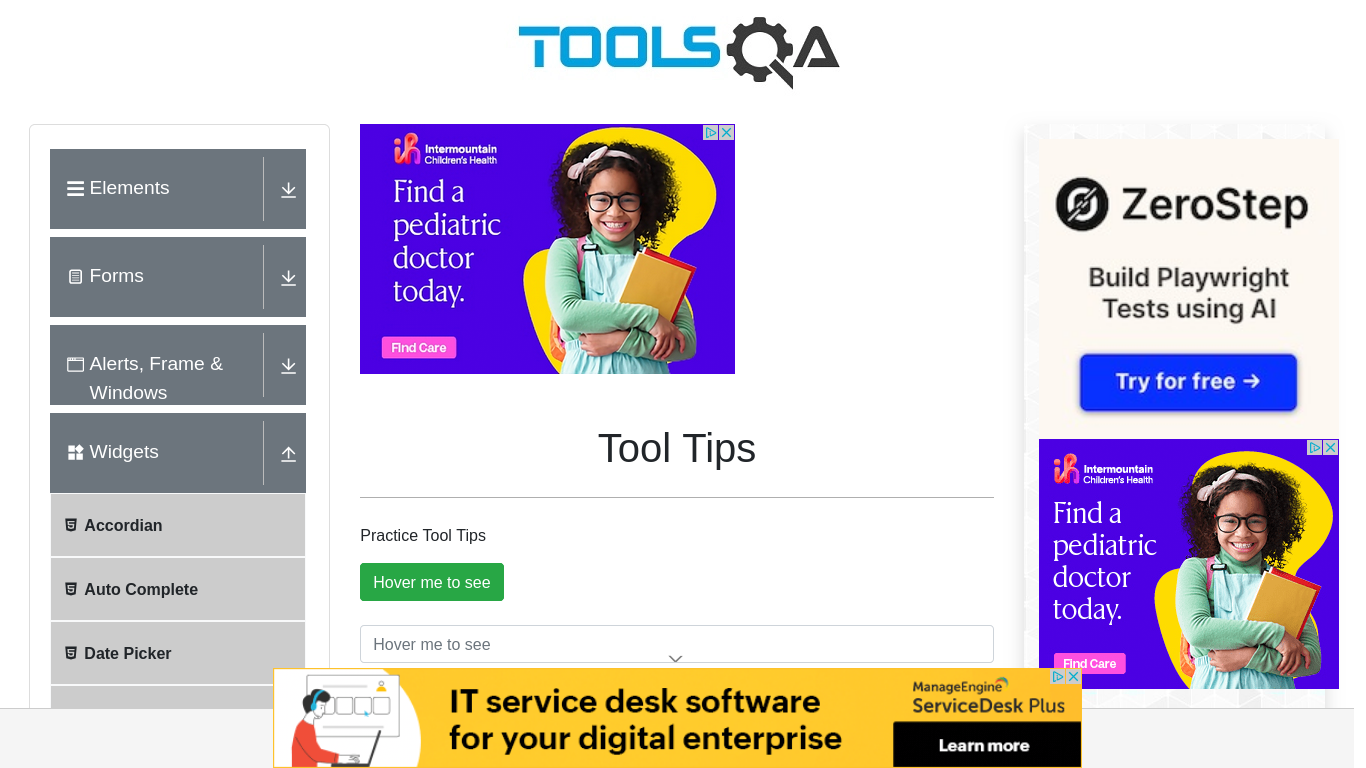 TOOLSQA
Elements
Forms
Alerts, Frame &
Windows
Widgets
Accordian
Auto Complete
Date Picker
Intermountain
Children's Health
Find a
pediatric
doctor
today.
Find Care
Tool Tips
Practice Tool Tips
Hover me to see
Hover me to see
ZeroStep
Build Playwright
Tests using AI
Try for free →
Intermountain
Children's Health
Find a
pediatric
doctor
today.
Find Care
IT service desk software
for your digital enterprise
ManageEngine
ServiceDesk Plus
Learn more